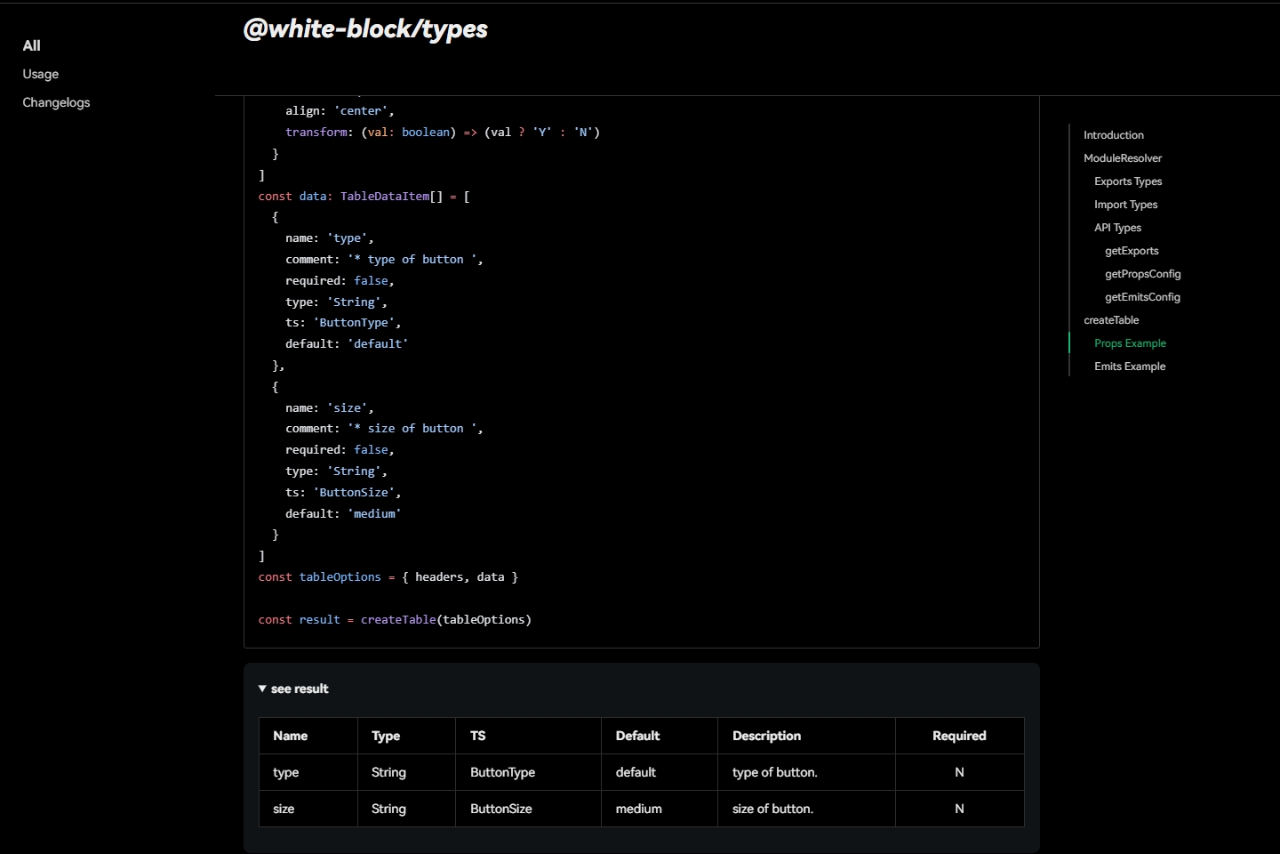 @white-block/types
All
Usage
Changelogs
align: 'center',
transform: (val: boolean) => (val ? 'Y' : 'N')
}
]
const data: TableDataItem[] = [
{
name: 'type',
comment: '* type of button ',
required: false,
type: 'String',
ts: 'ButtonType',
default: 'default'
},
{
name: 'size',
comment: '* size of button ',
required: false,
type: 'String',
ts: 'ButtonSize',
default: 'medium'
}
]
const tableOptions = { headers, data }
const result = createTable(tableOptions)
▼ see result
Name Type TS Default Description Required
type String ButtonType default type of button. N
size String ButtonSize medium size of button. N
Introduction
ModuleResolver
Exports Types
Import Types
API Types
getExports
getPropsConfig
getEmitsConfig
createTable
Props Example
Emits Example